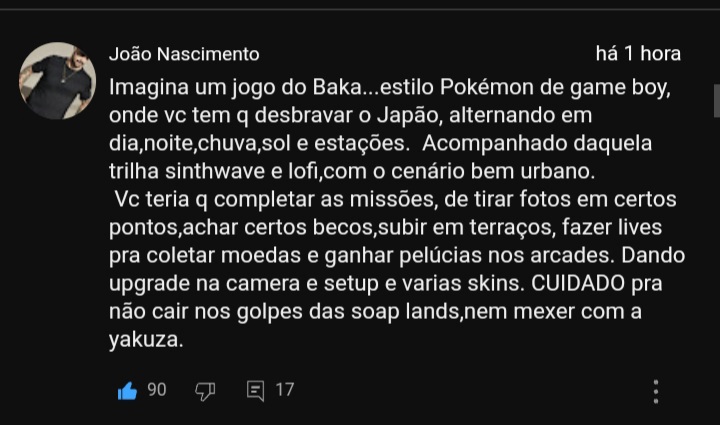 João Nascimento há 1 hora
Imagina um jogo do Baka...estilo Pokémon de game boy,
onde vc tem q desbravar o Japão, alternando em
dia,noite,chuva,sol e estações.  Acompanhado daquela
trilha sinthwave e lofi,com o cenário bem urbano.
 Vc teria q completar as missões, de tirar fotos em certos
pontos,achar certos becos,subir em terraços, fazer lives
pra coletar moedas e ganhar pelúcias nos arcades. Dando
upgrade na camera e setup e varias skins. CUIDADO pra
não cair nos golpes das soap lands,nem mexer com a
yakuza.
90 17